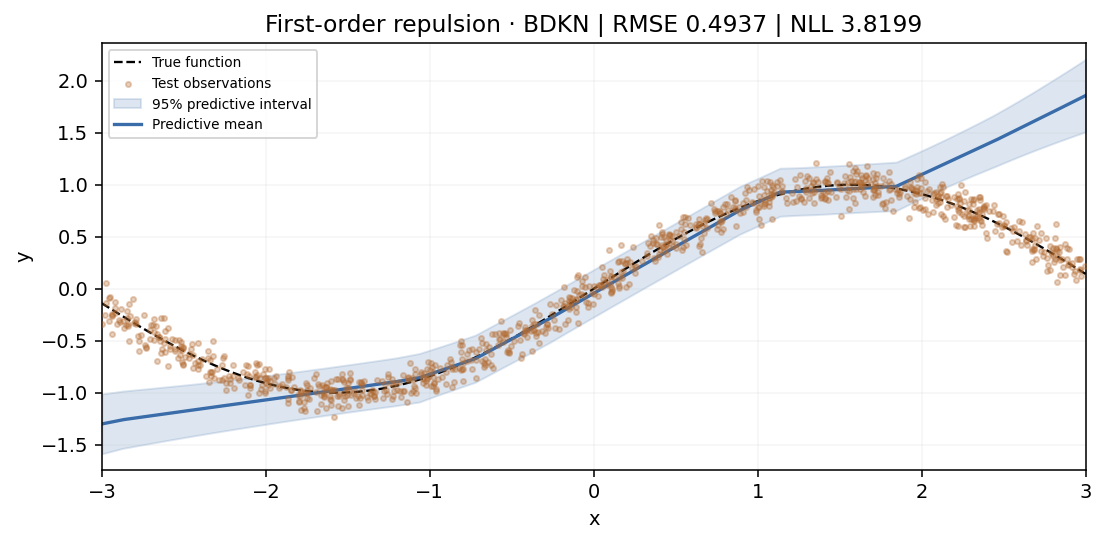 First-order repulsion · BDKN | RMSE 0.4937 | NLL 3.8199
True function
Test observations
95% predictive interval
Predictive mean
2.0
1.5
1.0
0.5
0.0
−0.5
−1.0
−1.5
y
−3 −2 −1 0 1 2 3
x